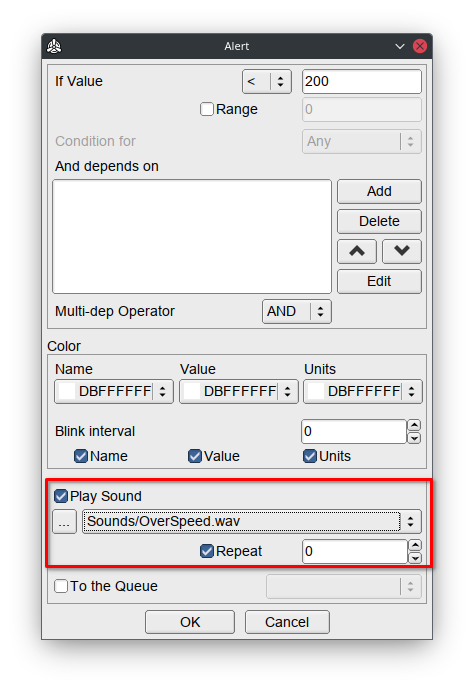 Alert
If Value < 200
Range 0
Condition for Any
And depends on
Add
Delete
Edit
Multi-dep Operator AND
Color
Name Value Units
DBFFFFFF DBFFFFFF DBFFFFFF
Blink interval 0
Name Value Units
Play Sound
... Sounds/OverSpeed.wav
Repeat 0
To the Queue
OK Cancel